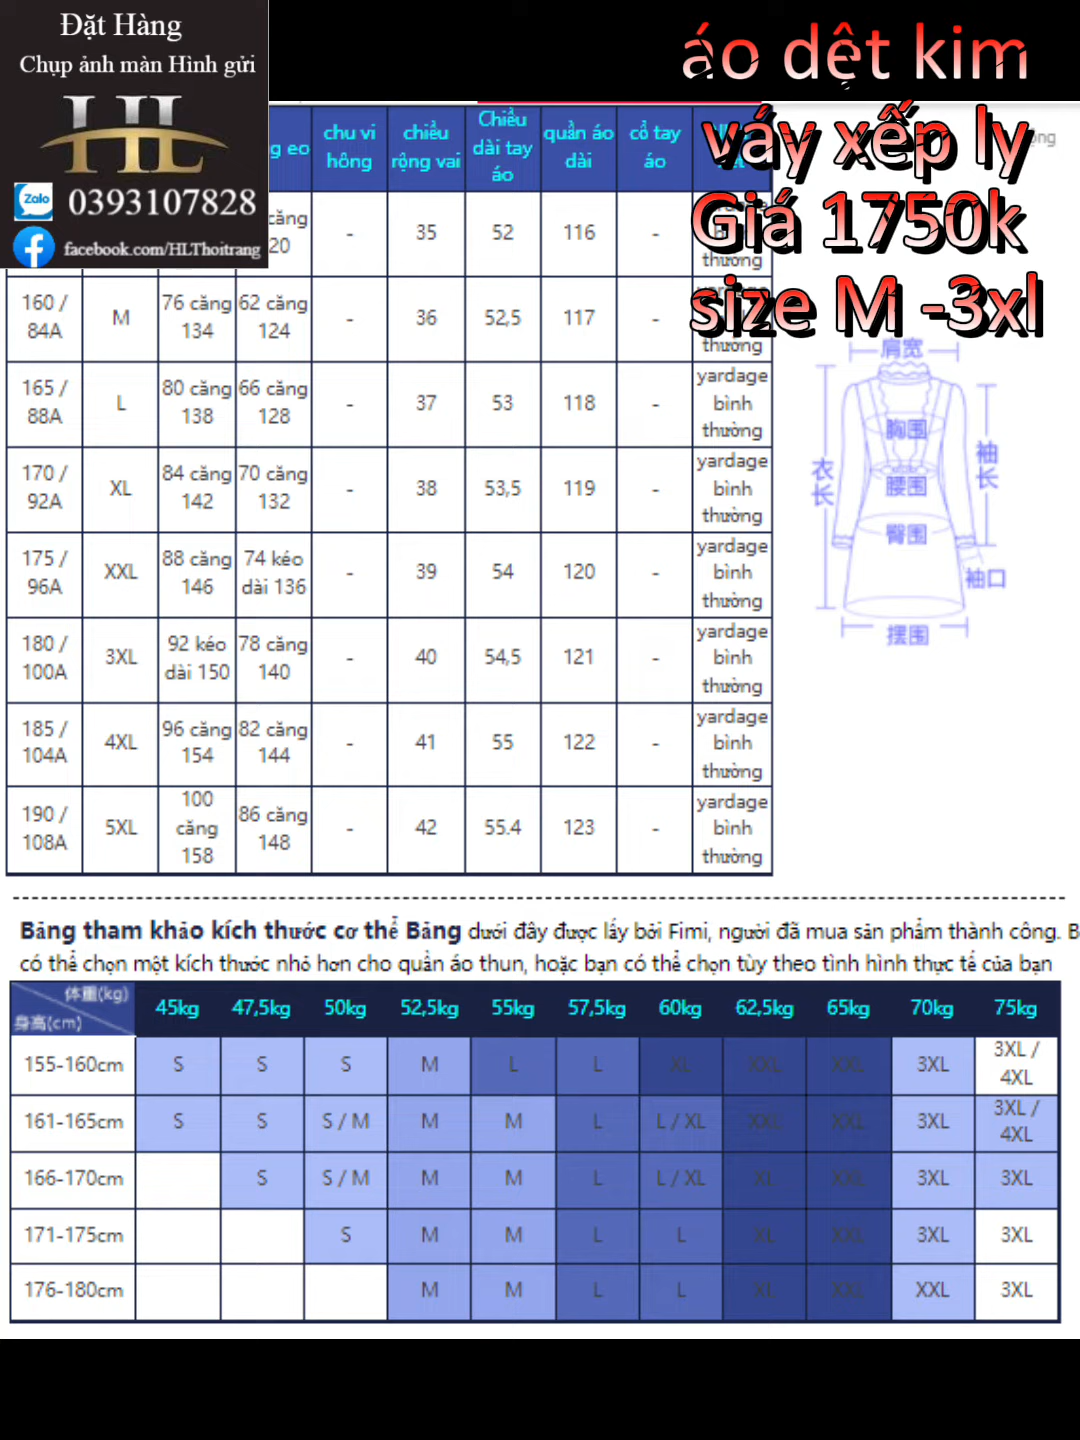 Đặt Hàng
Chụp ảnh màn Hình gửi
HL
Zalo 0393107828
facebook.com/HLThoitrang
áo dệt kim
váy xếp ly
Giá 1750k
size M -3xl
eo
chu vi hông
chiều rộng vai
Chiều dài tay áo
quần áo dài
cổ tay áo
căng 20 - 35 52 116 - thường
160 / 84A M 76 căng 134 62 căng 124 - 36 52,5 117 - thường
165 / 88A L 80 căng 138 66 căng 128 - 37 53 118 - yardage bình thường
170 / 92A XL 84 căng 142 70 căng 132 - 38 53,5 119 - yardage bình thường
175 / 96A XXL 88 căng 146 74 kéo dài 136 - 39 54 120 - yardage bình thường
180 / 100A 3XL 92 kéo dài 150 78 căng 140 - 40 54,5 121 - yardage bình thường
185 / 104A 4XL 96 căng 154 82 căng 144 - 41 55 122 - yardage bình thường
190 / 108A 5XL 100 căng 158 86 căng 148 - 42 55.4 123 - yardage bình thường
肩宽
胸围
衣长
袖长
腰围
臀围
袖口
摆围
Bảng tham khảo kích thước cơ thể Bảng dưới đây được lấy bởi Fimi, người đã mua sản phẩm thành công. B
có thể chọn một kích thước nhỏ hơn cho quần áo thun, hoặc bạn có thể chọn tùy theo tình hình thực tế của bạn
体重(kg) 身高(cm) 45kg 47,5kg 50kg 52,5kg 55kg 57,5kg 60kg 62,5kg 65kg 70kg 75kg
155-160cm S S S M L L XL XXL XXL 3XL 3XL / 4XL
161-165cm S S S / M M M L L / XL XXL XXL 3XL 3XL / 4XL
166-170cm S S / M M M L L / XL XL XXL 3XL 3XL
171-175cm S M M L L XL XXL 3XL 3XL
176-180cm M M L L XL XXL XXL 3XL